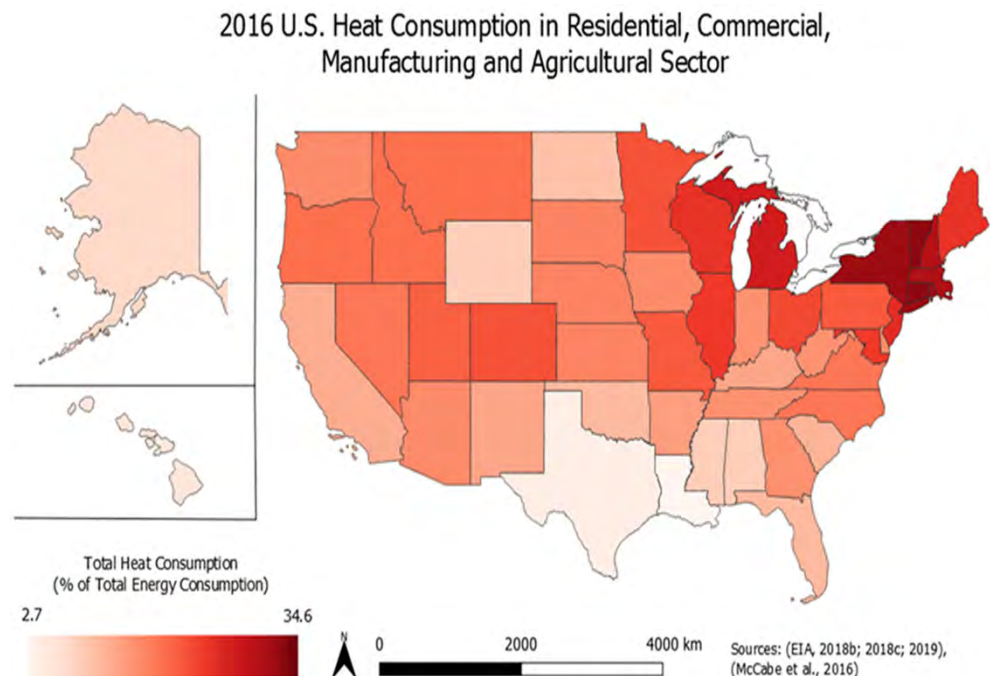 2016 U.S. Heat Consumption in Residential, Commercial,
Manufacturing and Agricultural Sector
Total Heat Consumption
(% of Total Energy Consumption)
2.7 34.6
N
0 2000 4000 km
Sources: (EIA, 2018b; 2018c; 2019),
(McCabe et al., 2016)